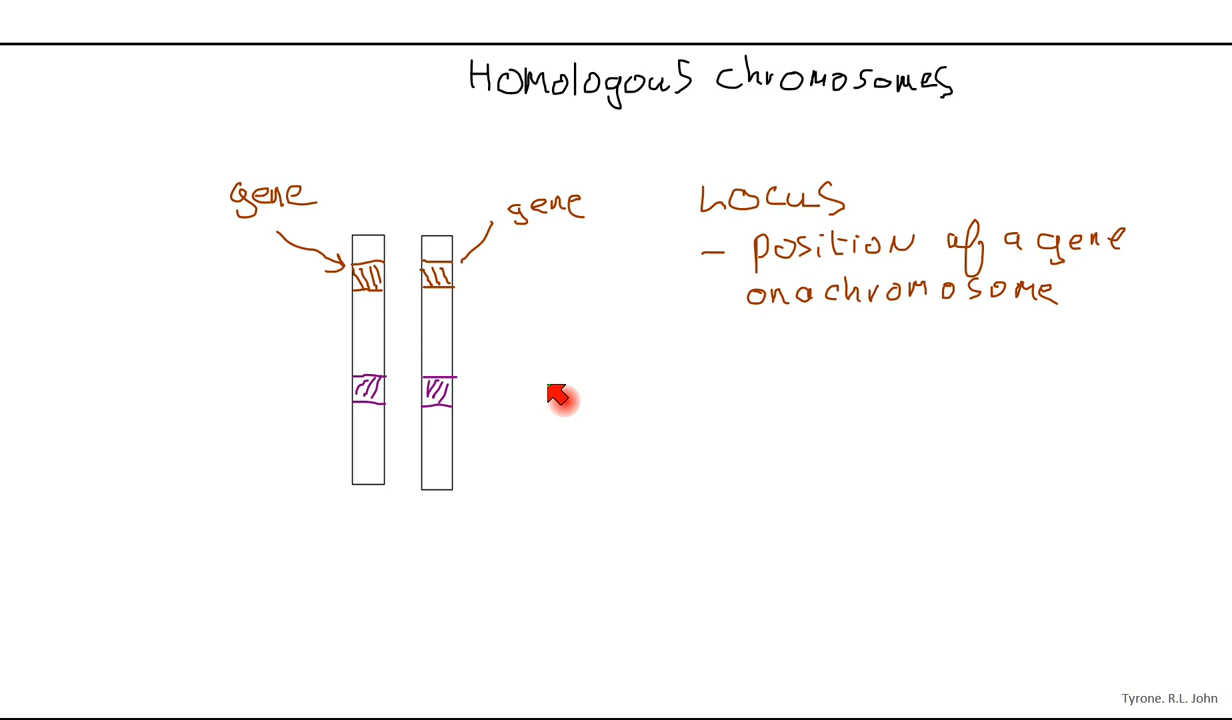 Homologous chromosomes
gene
gene
Locus
- position of a gene
on a chromosome
Tyrone. R.L. John